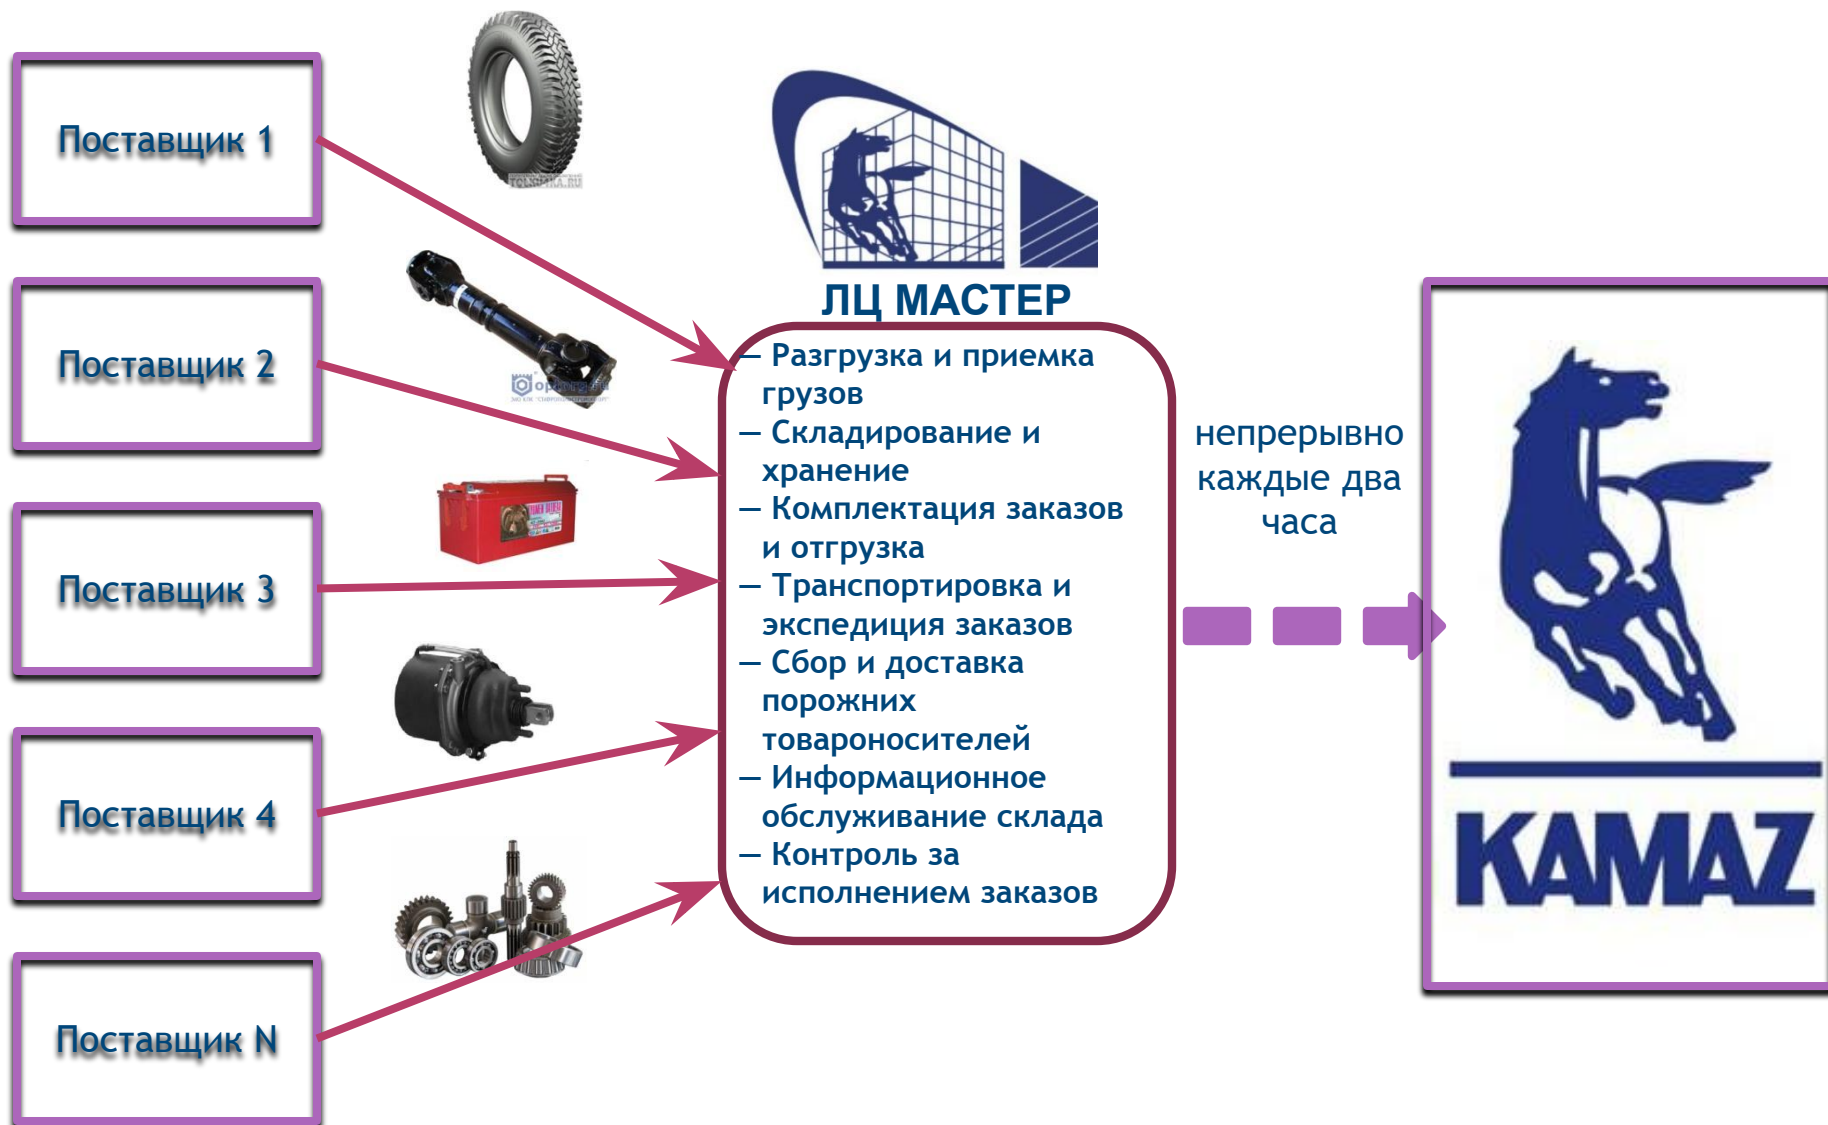 Поставщик 1
Поставщик 2
Поставщик 3
Поставщик 4
Поставщик N
ЛЦ МАСТЕР
— Разгрузка и приемка
грузов
— Складирование и
хранение
— Комплектация заказов
и отгрузка
— Транспортировка и
экспедиция заказов
— Сбор и доставка
порожних
товароносителей
— Информационное
обслуживание склада
— Контроль за
исполнением заказов
непрерывно
каждые два
часа
KAMAZ